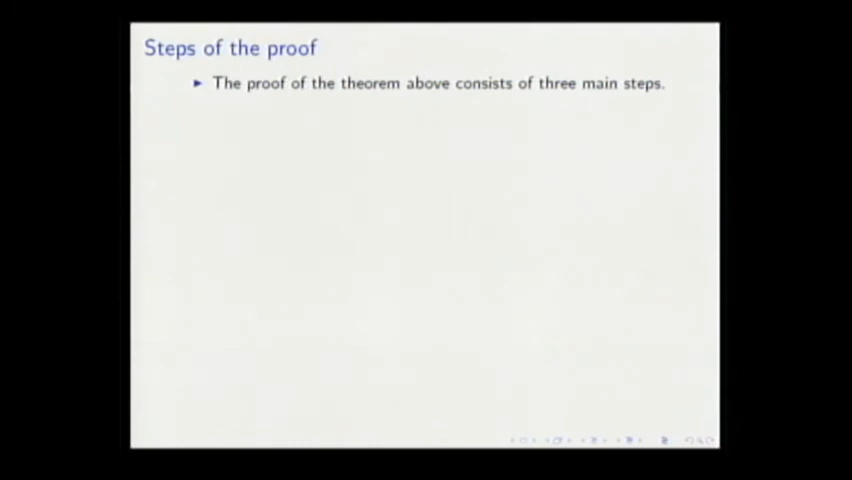 Steps of the proof
The proof of the theorem above consists of three main steps.